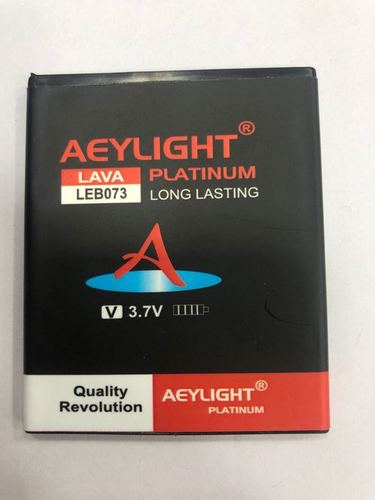 AEYLIGHT®
LAVA PLATINUM
LEB073 LONG LASTING
A
V 3.7V
Quality
Revolution
AEYLIGHT®
PLATINUM